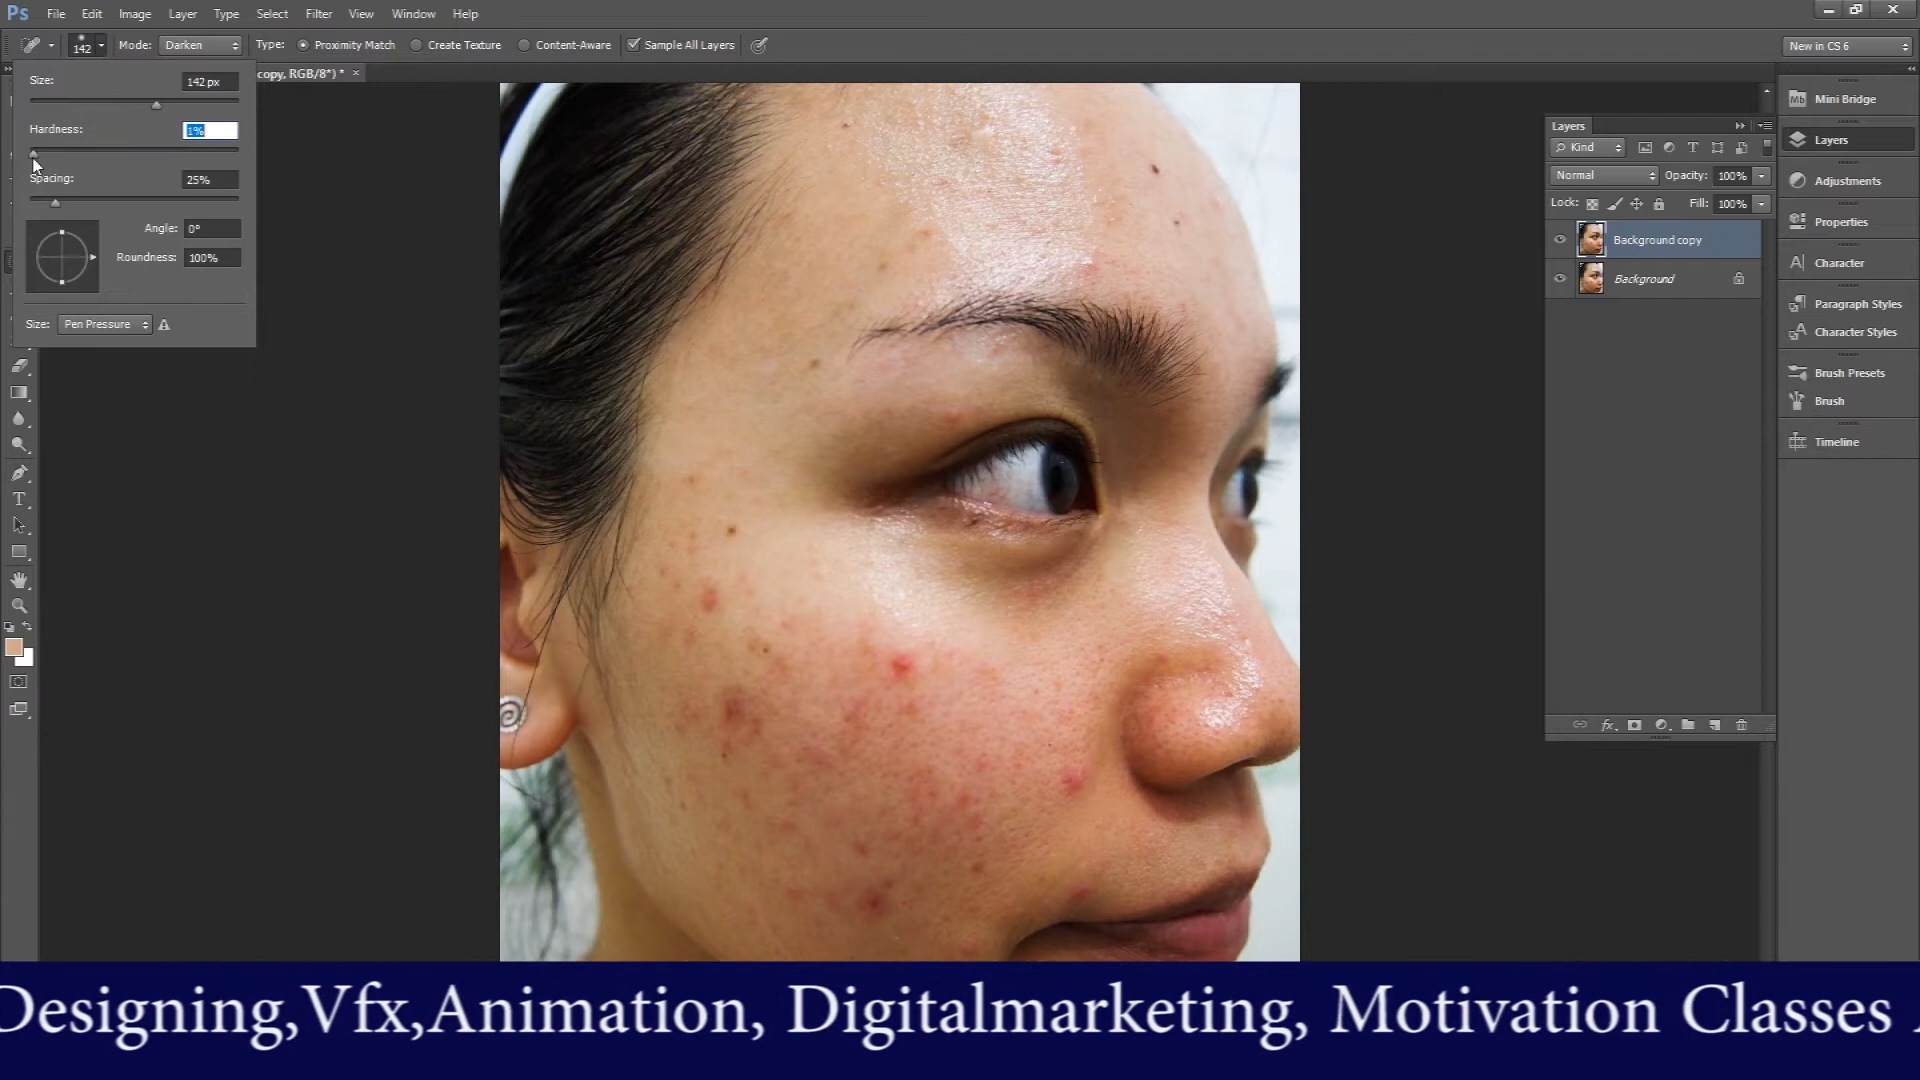 Ps File Edit Image Layer Type Select Filter View Window Help
142 Mode: Darken Type: Proximity Match Create Texture Content-Aware Sample All Layers New in CS 6
copy, RGB/8*) * ×
Size: 142 px
Hardness: 1%
Spacing: 25%
Angle: 0°
Roundness: 100%
Size: Pen Pressure
Layers
Kind
Normal Opacity: 100%
Lock: Fill: 100%
Background copy
Background
fx
Mb Mini Bridge
Layers
Adjustments
Properties
Character
Paragraph Styles
Character Styles
Brush Presets
Brush
Timeline
Designing,Vfx,Animation, Digitalmarketing, Motivation Classes